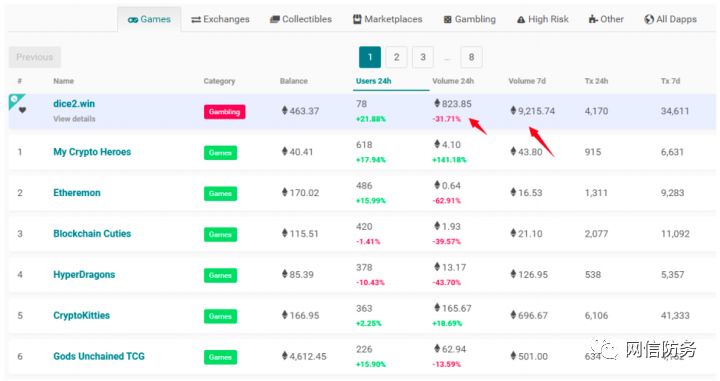 Games Exchanges Collectibles Marketplaces Gambling High Risk Other All Dapps
Previous 1 2 3 ... 8
# Name Category Balance Users 24h Volume 24h Volume 7d Tx 24h Tx 7d
dice2.win Gambling 463.37 78 823.85 9,215.74 4,170 34,611
View details +21.88% -31.71%
1 My Crypto Heroes Games 40.41 618 4.10 43.80 915 6,631
+17.94% +141.18%
2 Etheremon Games 170.02 486 0.64 16.53 1,311 9,283
+15.99% -62.91%
3 Blockchain Cuties Games 115.51 420 1.93 21.10 2,077 11,092
-1.41% -39.57%
4 HyperDragons Games 85.39 378 13.17 126.95 538 5,357
-10.43% -43.70%
5 CryptoKitties Games 166.95 363 165.67 696.67 6,106 41,333
+2.25% +18.69%
6 Gods Unchained TCG Games 4,612.45 226 62.94 501.00 634
+15.90% -13.59%
网信防务